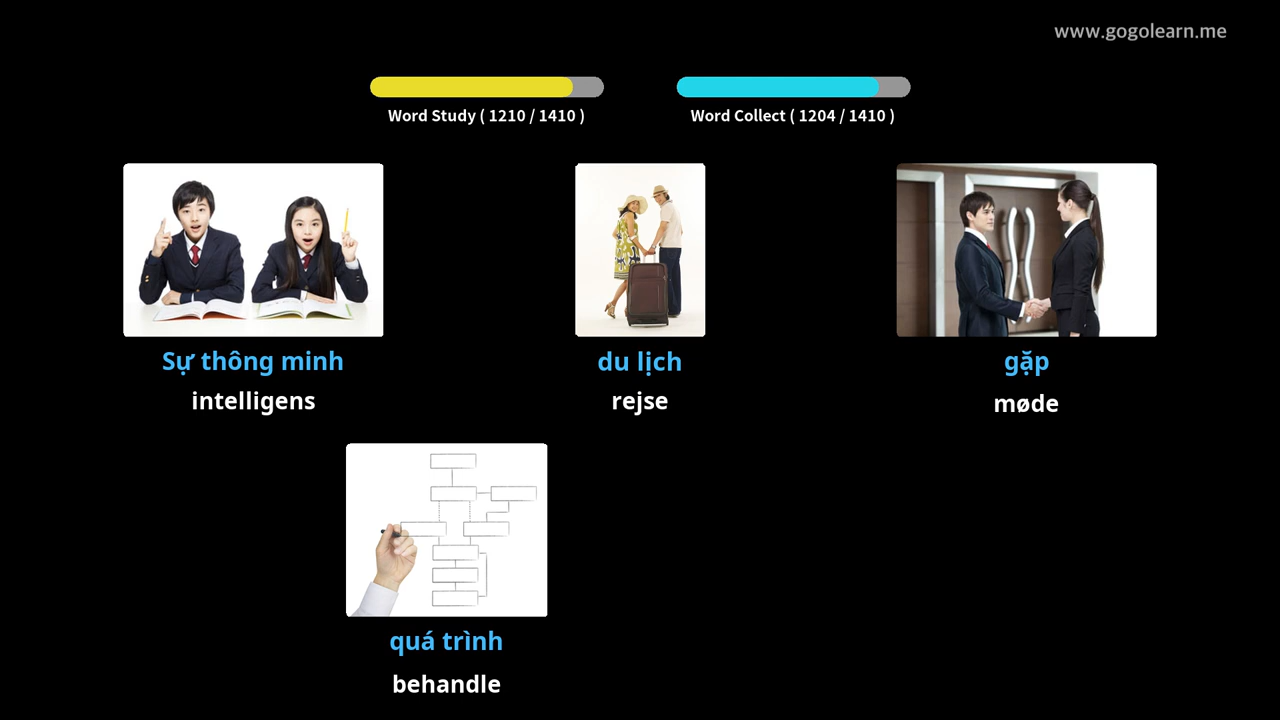 www.gogolearn.me
Word Study ( 1210 / 1410 )
Word Collect ( 1204 / 1410 )
Sự thông minh
intelligens
du lịch
rejse
gặp
møde
quá trình
behandle